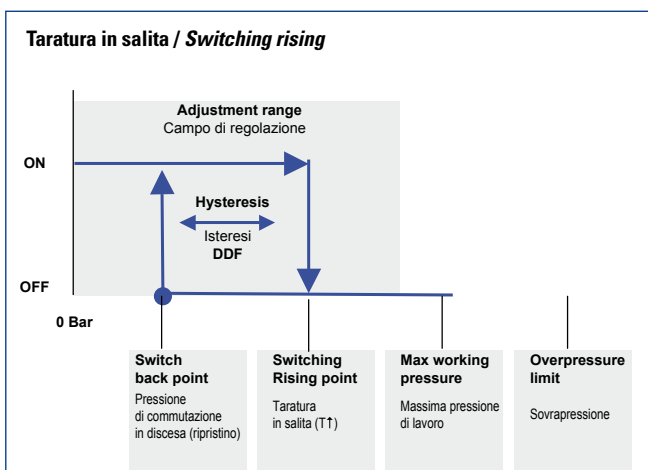 Taratura in salita / Switching rising
Adjustment range
Campo di regolazione
ON
Hysteresis
Isteresi
DDF
OFF
0 Bar
Switch
back point
Pressione
di commutazione
in discesa (ripristino)
Switching
Rising point
Taratura
in salita (T↑)
Max working
pressure
Massima pressione
di lavoro
Overpressure
limit
Sovrapressione